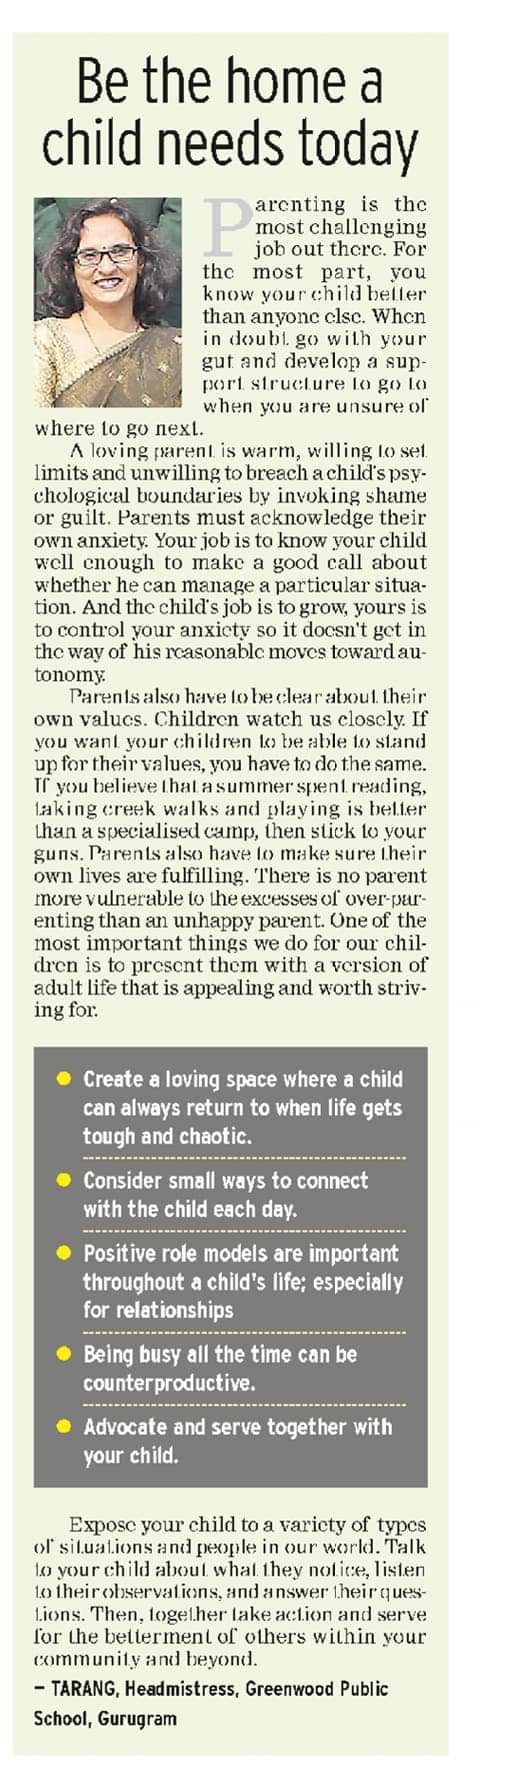 Be the home a
child needs today
Parenting is the
most challenging
job out there. For
the most part, you
know your child better
than anyone else. When
in doubt go with your
gut and develop a sup-
port structure to go to
when you are unsure of
where to go next.
A loving parent is warm, willing to set
limits and unwilling to breach a child's psy-
chological boundaries by invoking shame
or guilt. Parents must acknowledge their
own anxiety. Your job is to know your child
well enough to make a good call about
whether he can manage a particular situa-
tion. And the child's job is to grow, yours is
to control your anxiety so it doesn't get in
the way of his reasonable moves toward au-
tonomy.
Parents also have to be clear about their
own values. Children watch us closely. If
you want your children to be able to stand
up for their values, you have to do the same.
If you believe that a summer spent reading,
taking creek walks and playing is better
than a specialised camp, then stick to your
guns. Parents also have to make sure their
own lives are fulfilling. There is no parent
more vulnerable to the excesses of over-par-
enting than an unhappy parent. One of the
most important things we do for our chil-
dren is to present them with a version of
adult life that is appealing and worth striv-
ing for.
● Create a loving space where a child
can always return to when life gets
tough and chaotic.
● Consider small ways to connect
with the child each day.
● Positive role models are important
throughout a child's life; especially
for relationships
● Being busy all the time can be
counterproductive.
● Advocate and serve together with
your child.
Expose your child to a variety of types
of situations and people in our world. Talk
to your child about what they notice, listen
to their observations, and answer their ques-
tions. Then, together take action and serve
for the betterment of others within your
community and beyond.
– TARANG, Headmistress, Greenwood Public
School, Gurugram